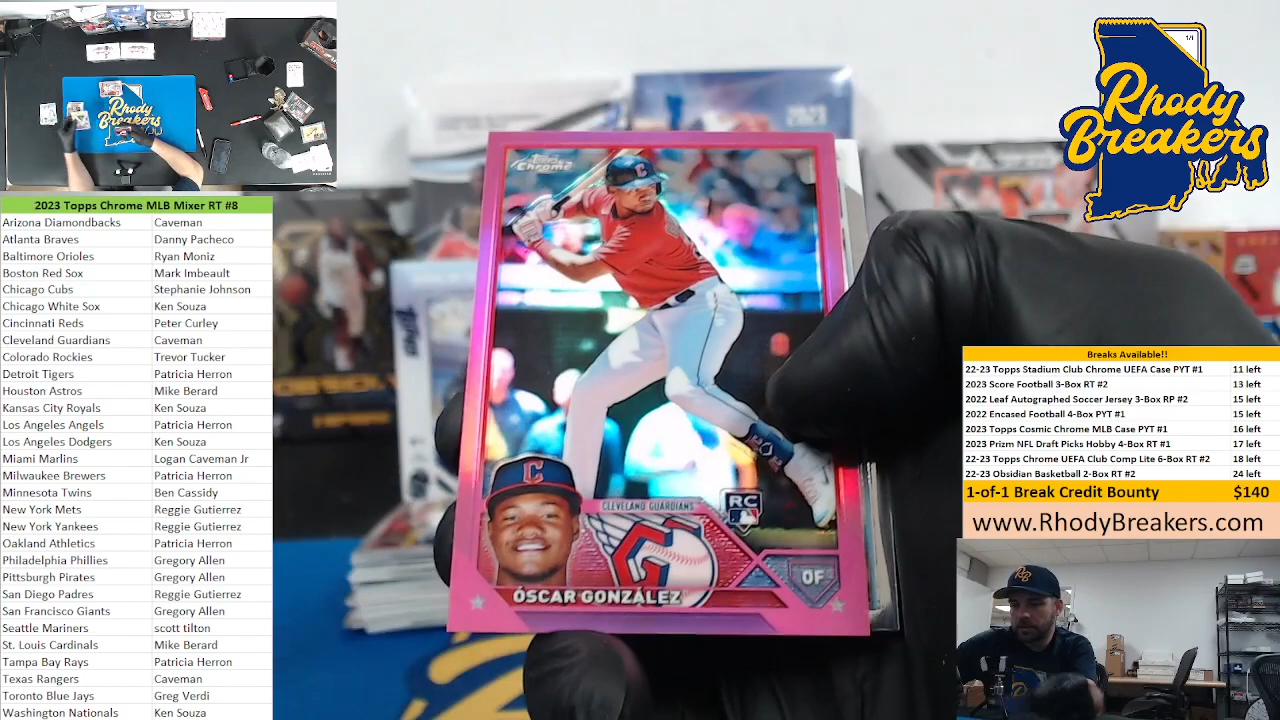 Rhody
Breakers
2023 Topps Chrome MLB Mixer RT #8
Arizona Diamondbacks Caveman
Atlanta Braves Danny Pacheco
Baltimore Orioles Ryan Moniz
Boston Red Sox Mark Imbeault
Chicago Cubs Stephanie Johnson
Chicago White Sox Ken Souza
Cincinnati Reds Peter Curley
Cleveland Guardians Caveman
Colorado Rockies Trevor Tucker
Detroit Tigers Patricia Herron
Houston Astros Mike Berard
Kansas City Royals Ken Souza
Los Angeles Angels Patricia Herron
Los Angeles Dodgers Ken Souza
Miami Marlins Logan Caveman Jr
Milwaukee Brewers Patricia Herron
Minnesota Twins Ben Cassidy
New York Mets Reggie Gutierrez
New York Yankees Reggie Gutierrez
Oakland Athletics Patricia Herron
Philadelphia Phillies Gregory Allen
Pittsburgh Pirates Gregory Allen
San Diego Padres Reggie Gutierrez
San Francisco Giants Gregory Allen
Seattle Mariners scott tilton
St. Louis Cardinals Mike Berard
Tampa Bay Rays Patricia Herron
Texas Rangers Caveman
Toronto Blue Jays Greg Verdi
Washington Nationals Ken Souza
2023
Topps
Chrome
C
C
CLEVELAND GUARDIANS
RC
OF
ÓSCAR GONZÁLEZ
1/1
Rhody
Breakers
Breaks Available!!
22-23 Topps Stadium Club Chrome UEFA Case PYT #1 11 left
2023 Score Football 3-Box RT #2 13 left
2022 Leaf Autographed Soccer Jersey 3-Box RP #2 15 left
2022 Encased Football 4-Box PYT #1 15 left
2023 Topps Cosmic Chrome MLB Case PYT #1 16 left
2023 Prizm NFL Draft Picks Hobby 4-Box RT #1 17 left
22-23 Topps Chrome UEFA Club Comp Lite 6-Box RT #2 18 left
22-23 Obsidian Basketball 2-Box RT #2 24 left
1-of-1 Break Credit Bounty $140
www.RhodyBreakers.com
RB